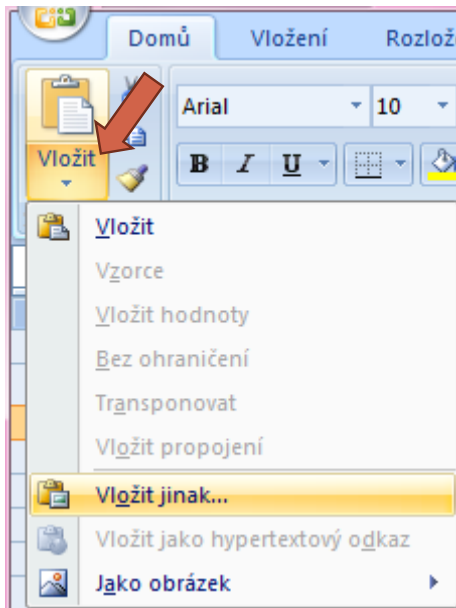 Domů Vložení Rozlož
Arial 10
Vložit
B I U
Vložit
Vzorce
Vložit hodnoty
Bez ohraničení
Transponovat
Vložit propojení
Vložit jinak...
Vložit jako hypertextový odkaz
Jako obrázek